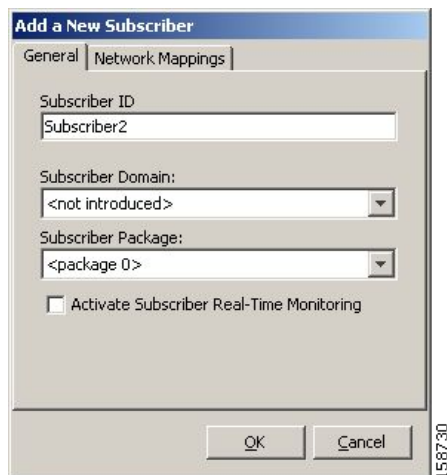 Add a New Subscriber
General Network Mappings
Subscriber ID
Subscriber2
Subscriber Domain:
<not introduced>
Subscriber Package:
<package 0>
Activate Subscriber Real-Time Monitoring
OK Cancel
158730